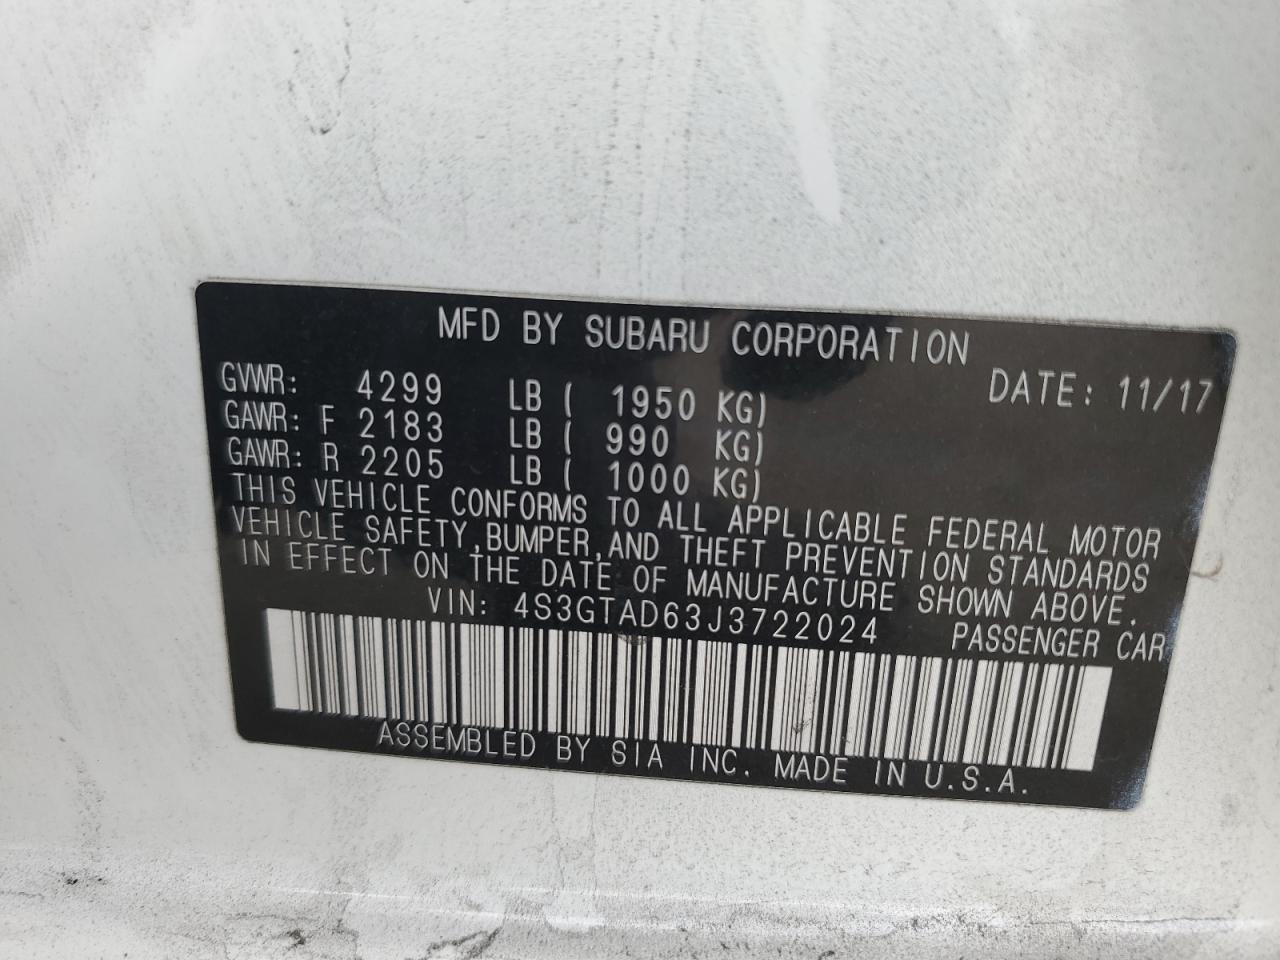 MFD BY SUBARU CORPORATION
GVWR: 4299 LB ( 1950 KG) DATE: 11/17
GAWR: F 2183 LB ( 990 KG)
GAWR: R 2205 LB ( 1000 KG)
THIS VEHICLE CONFORMS TO ALL APPLICABLE FEDERAL MOTOR
VEHICLE SAFETY,BUMPER,AND THEFT PREVENTION STANDARDS
IN EFFECT ON THE DATE OF MANUFACTURE SHOWN ABOVE.
VIN: 4S3GTAD63J3722024 PASSENGER CAR
ASSEMBLED BY SIA INC. MADE IN U.S.A.